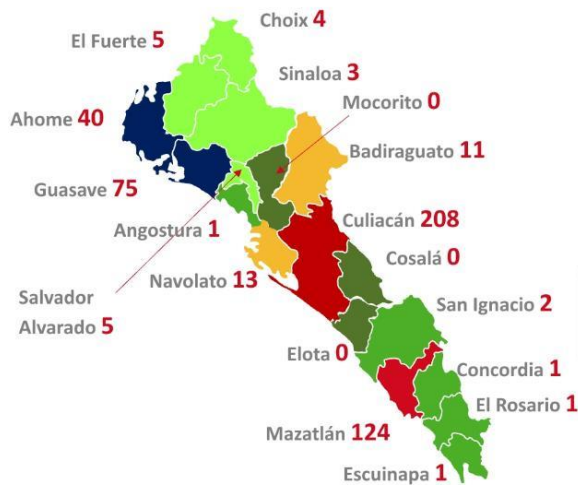 Choix 4
El Fuerte 5
Sinaloa 3
Mocorito 0
Ahome 40
Badiraguato 11
Guasave 75
Culiacán 208
Angostura 1
Cosalá 0
Navolato 13
Salvador
Alvarado 5
San Ignacio 2
Elota 0
Concordia 1
El Rosario 1
Mazatlán 124
Escuinapa 1